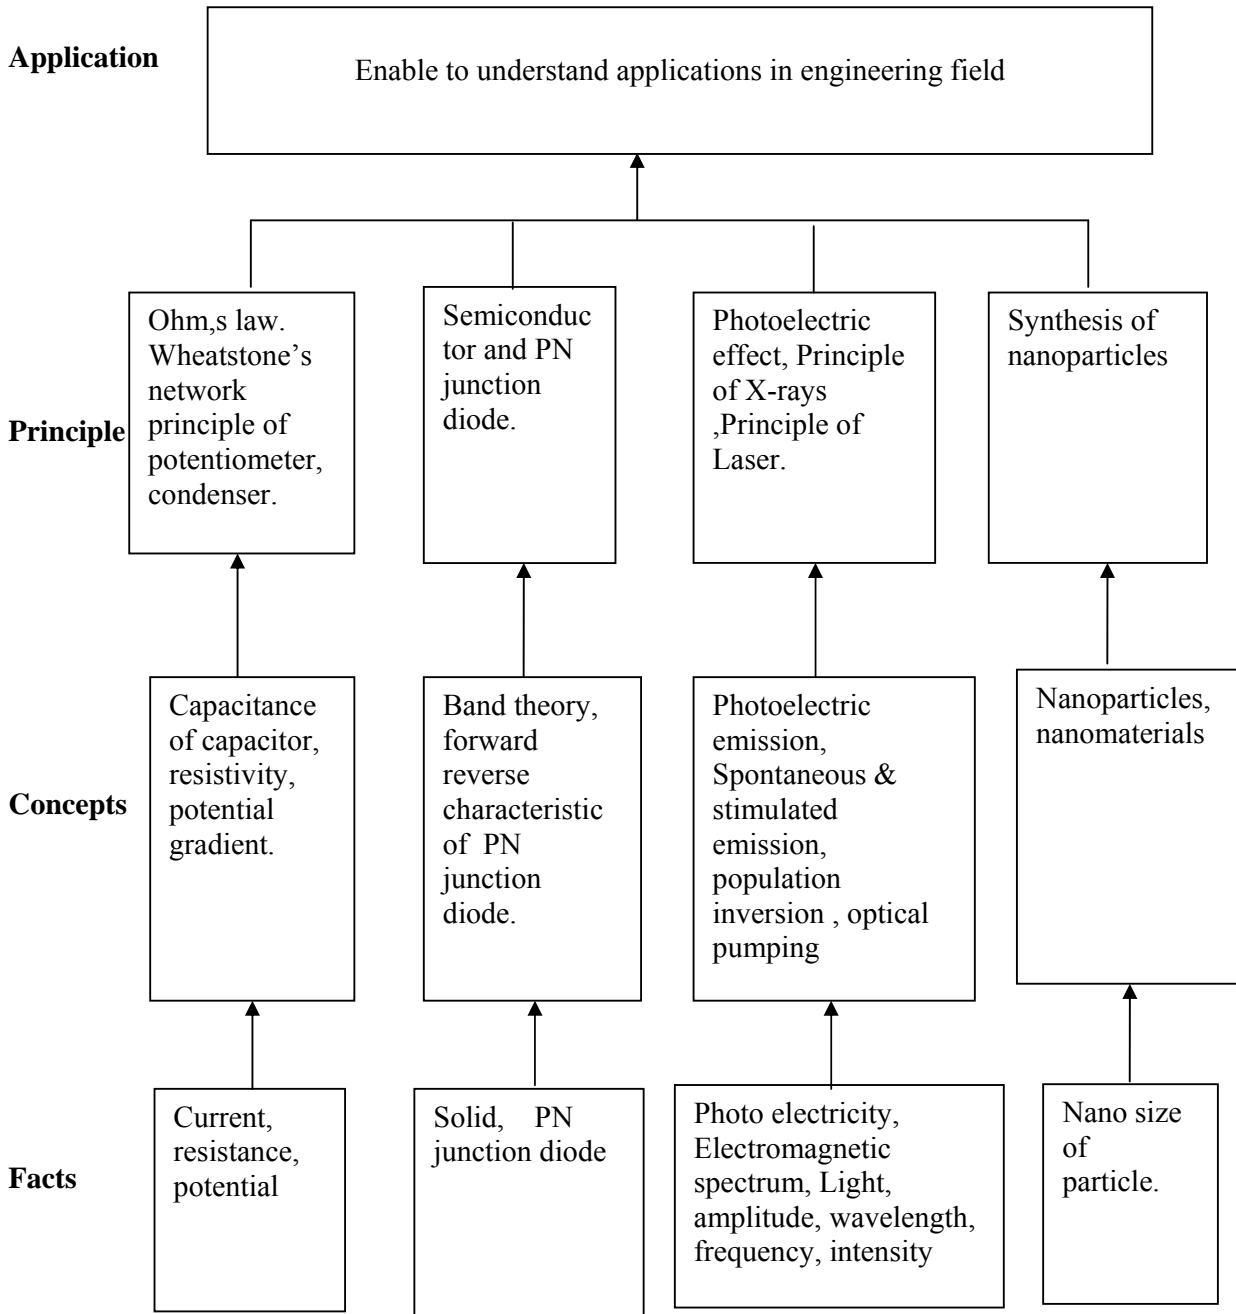 Application
Enable to understand applications in engineering field
Principle
Ohm,s law.
Wheatstone’s
network
principle of
potentiometer,
condenser.
Semiconduc
tor and PN
junction
diode.
Photoelectric
effect, Principle
of X-rays
,Principle of
Laser.
Synthesis of
nanoparticles
Concepts
Capacitance
of capacitor,
resistivity,
potential
gradient.
Band theory,
forward
reverse
characteristic
of PN
junction
diode.
Photoelectric
emission,
Spontaneous &
stimulated
emission,
population
inversion , optical
pumping
Nanoparticles,
nanomaterials
Facts
Current,
resistance,
potential
Solid, PN
junction diode
Photo electricity,
Electromagnetic
spectrum, Light,
amplitude, wavelength,
frequency, intensity
Nano size
of
particle.